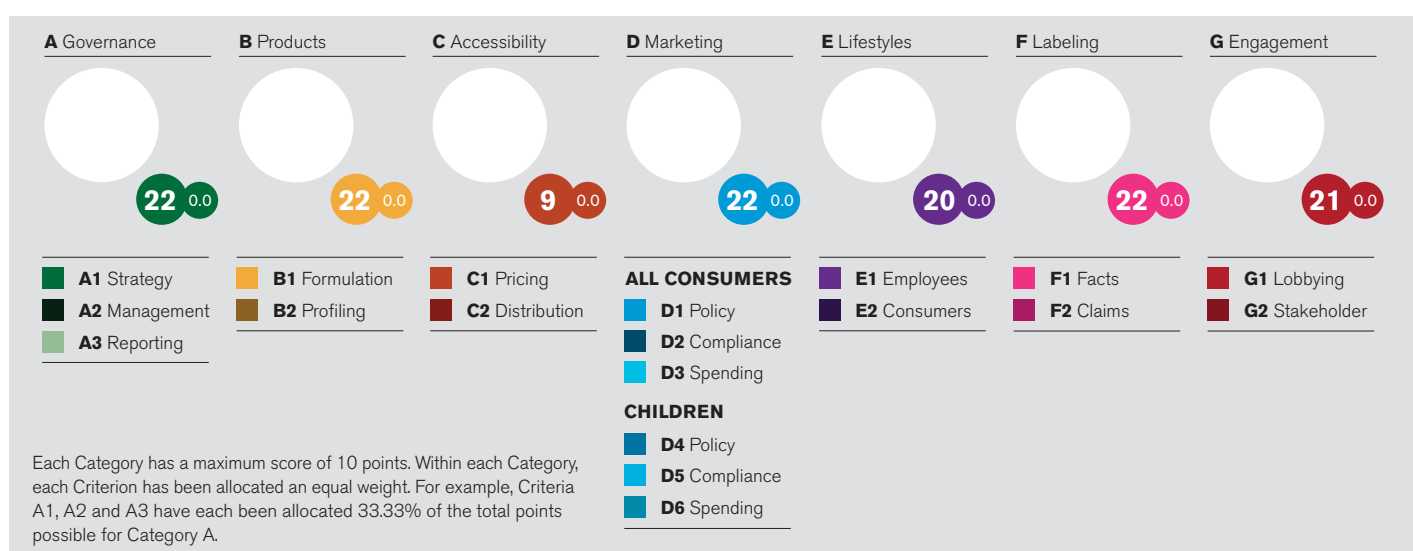 A Governance
B Products
C Accessibility
D Marketing
E Lifestyles
F Labeling
G Engagement
22 0.0
22 0.0
9 0.0
22 0.0
20 0.0
22 0.0
21 0.0
A1 Strategy
A2 Management
A3 Reporting
B1 Formulation
B2 Profiling
C1 Pricing
C2 Distribution
ALL CONSUMERS
D1 Policy
D2 Compliance
D3 Spending
CHILDREN
D4 Policy
D5 Compliance
D6 Spending
E1 Employees
E2 Consumers
F1 Facts
F2 Claims
G1 Lobbying
G2 Stakeholder
Each Category has a maximum score of 10 points. Within each Category,
each Criterion has been allocated an equal weight. For example, Criteria
A1, A2 and A3 have each been allocated 33.33% of the total points
possible for Category A.